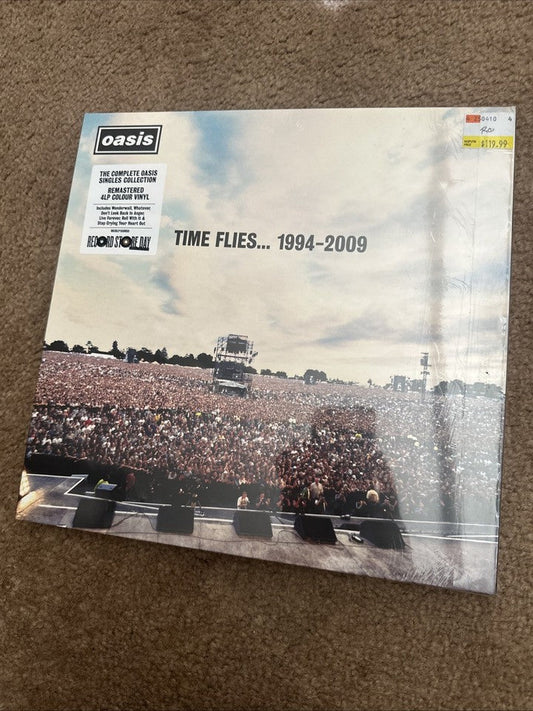 oasis
THE COMPLETE OASIS
SINGLES COLLECTION
REMASTERED
4LP COLOUR VINYL
Includes Wonderwall, Whatever,
Don't Look Back In Anger,
Live Forever, Roll With It &
Stop Crying Your Heart Out
RECORD STORE DAY
TIME FLIES... 1994-2009
$119.99